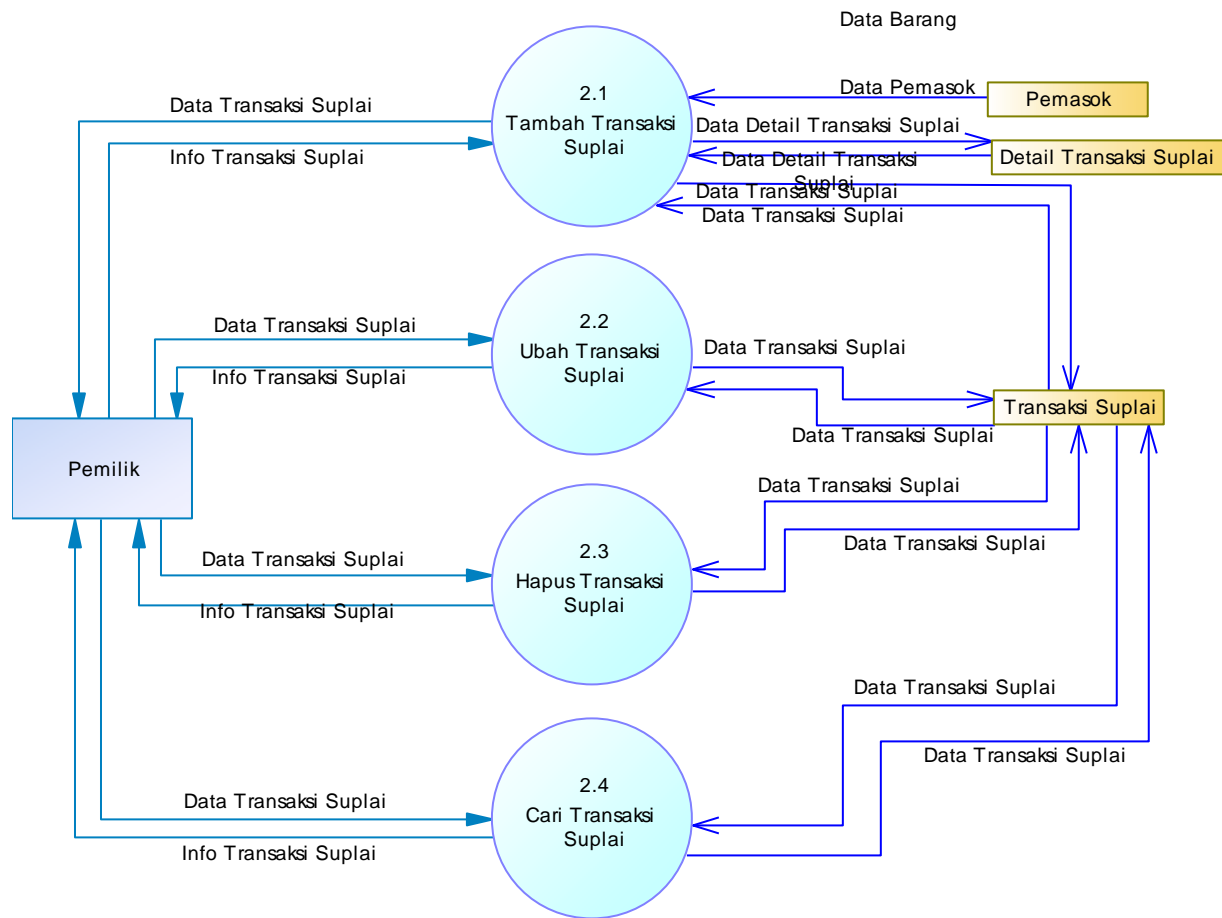 Data Barang
Data Pemasok
Pemasok
2.1
Tambah Transaksi
Suplai
Data Transaksi Suplai
Info Transaksi Suplai
Data Detail Transaksi Suplai
Detail Transaksi Suplai
Data Detail Transaksi
Suplai
Data Transaksi Suplai
Data Transaksi Suplai
2.2
Ubah Transaksi
Suplai
Data Transaksi Suplai
Info Transaksi Suplai
Data Transaksi Suplai
Transaksi Suplai
Data Transaksi Suplai
Pemilik
2.3
Hapus Transaksi
Suplai
Data Transaksi Suplai
Info Transaksi Suplai
Data Transaksi Suplai
Data Transaksi Suplai
2.4
Cari Transaksi
Suplai
Data Transaksi Suplai
Info Transaksi Suplai
Data Transaksi Suplai
Data Transaksi Suplai